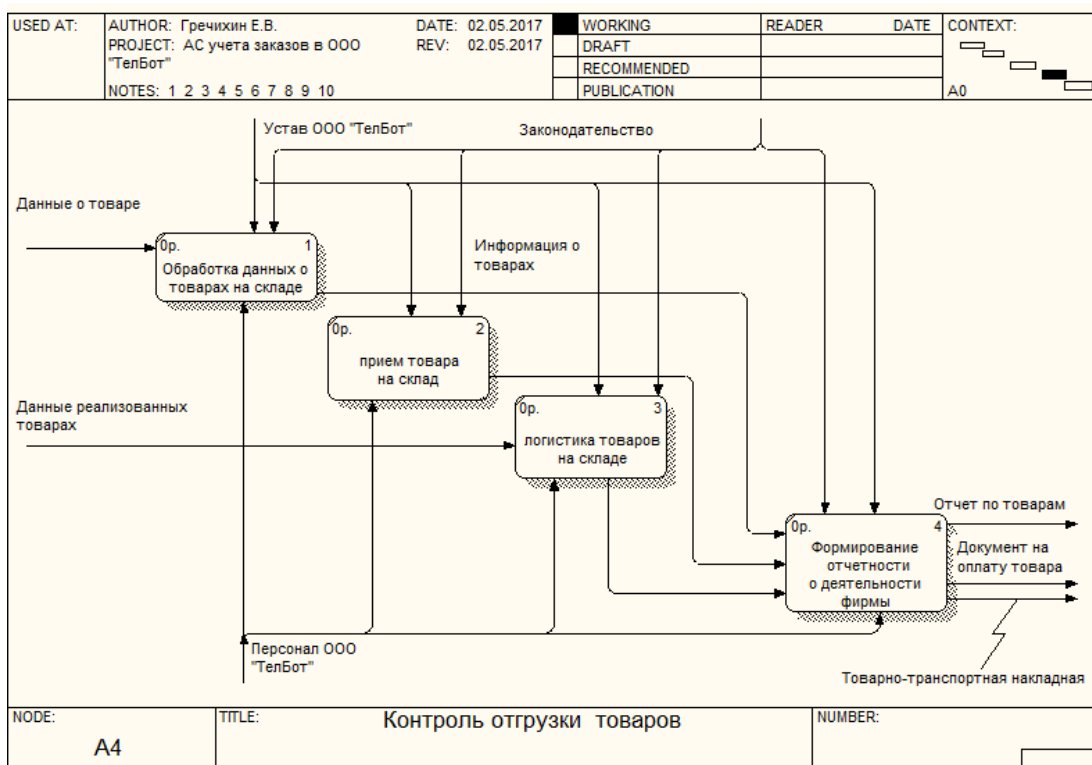 USED AT:
AUTHOR: Гречихин Е.В.
DATE: 02.05.2017
PROJECT: АС учета заказов в ООО
"ТелБот"
REV: 02.05.2017
NOTES: 1 2 3 4 5 6 7 8 9 10
WORKING
DRAFT
RECOMMENDED
PUBLICATION
READER DATE
CONTEXT:
A0
Устав ООО "ТелБот"
Законодательство
Данные о товаре
0р. 1
Обработка данных о
товарах на складе
Информация о
товарах
0р. 2
прием товара
на склад
Данные реализованных
товарах
0р. 3
логистика товаров
на складе
0р. 4
Формирование
отчетности
о деятельности
фирмы
Отчет по товарам
Документ на
оплату товара
Персонал ООО
"ТелБот"
Товарно-транспортная накладная
NODE:
A4
TITLE:
Контроль отгрузки товаров
NUMBER: